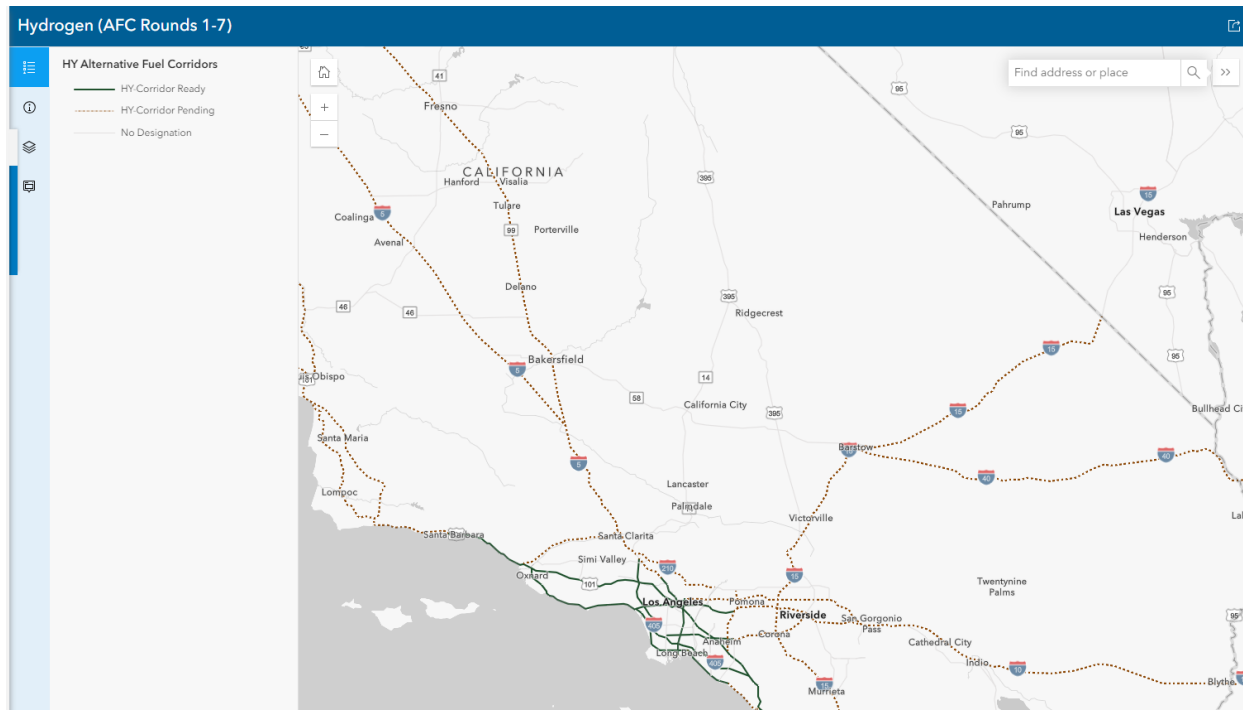 Hydrogen (AFC Rounds 1-7)
HY Alternative Fuel Corridors
HY-Corridor Ready
HY-Corridor Pending
No Designation
Find address or place
+
−
41
Fresno
95
95
CALIFORNIA
Hanford
Visalia
395
15
Tulare
Pahrump
Las Vegas
Coalinga
5
99
Porterville
Avenal
Henderson
Delano
395
95
46
46
Ridgecrest
15
Bakersfield
95
5
14
uis Obispo
101
58
California City
395
15
Bullhead Ci
Santa Maria
Barstow
40
5
40
Lompoc
Lancaster
Palmdale
Victorville
Santa Barbara
Santa Clarita
Simi Valley
210
15
Oxnard
101
Twentynine
Palms
Los Angeles
Pomona
Riverside
95
405
San Gorgonio
Pass
Anaheim
Corona
Cathedral City
Long Beach
405
Indio
10
15
Blythe
Murrieta